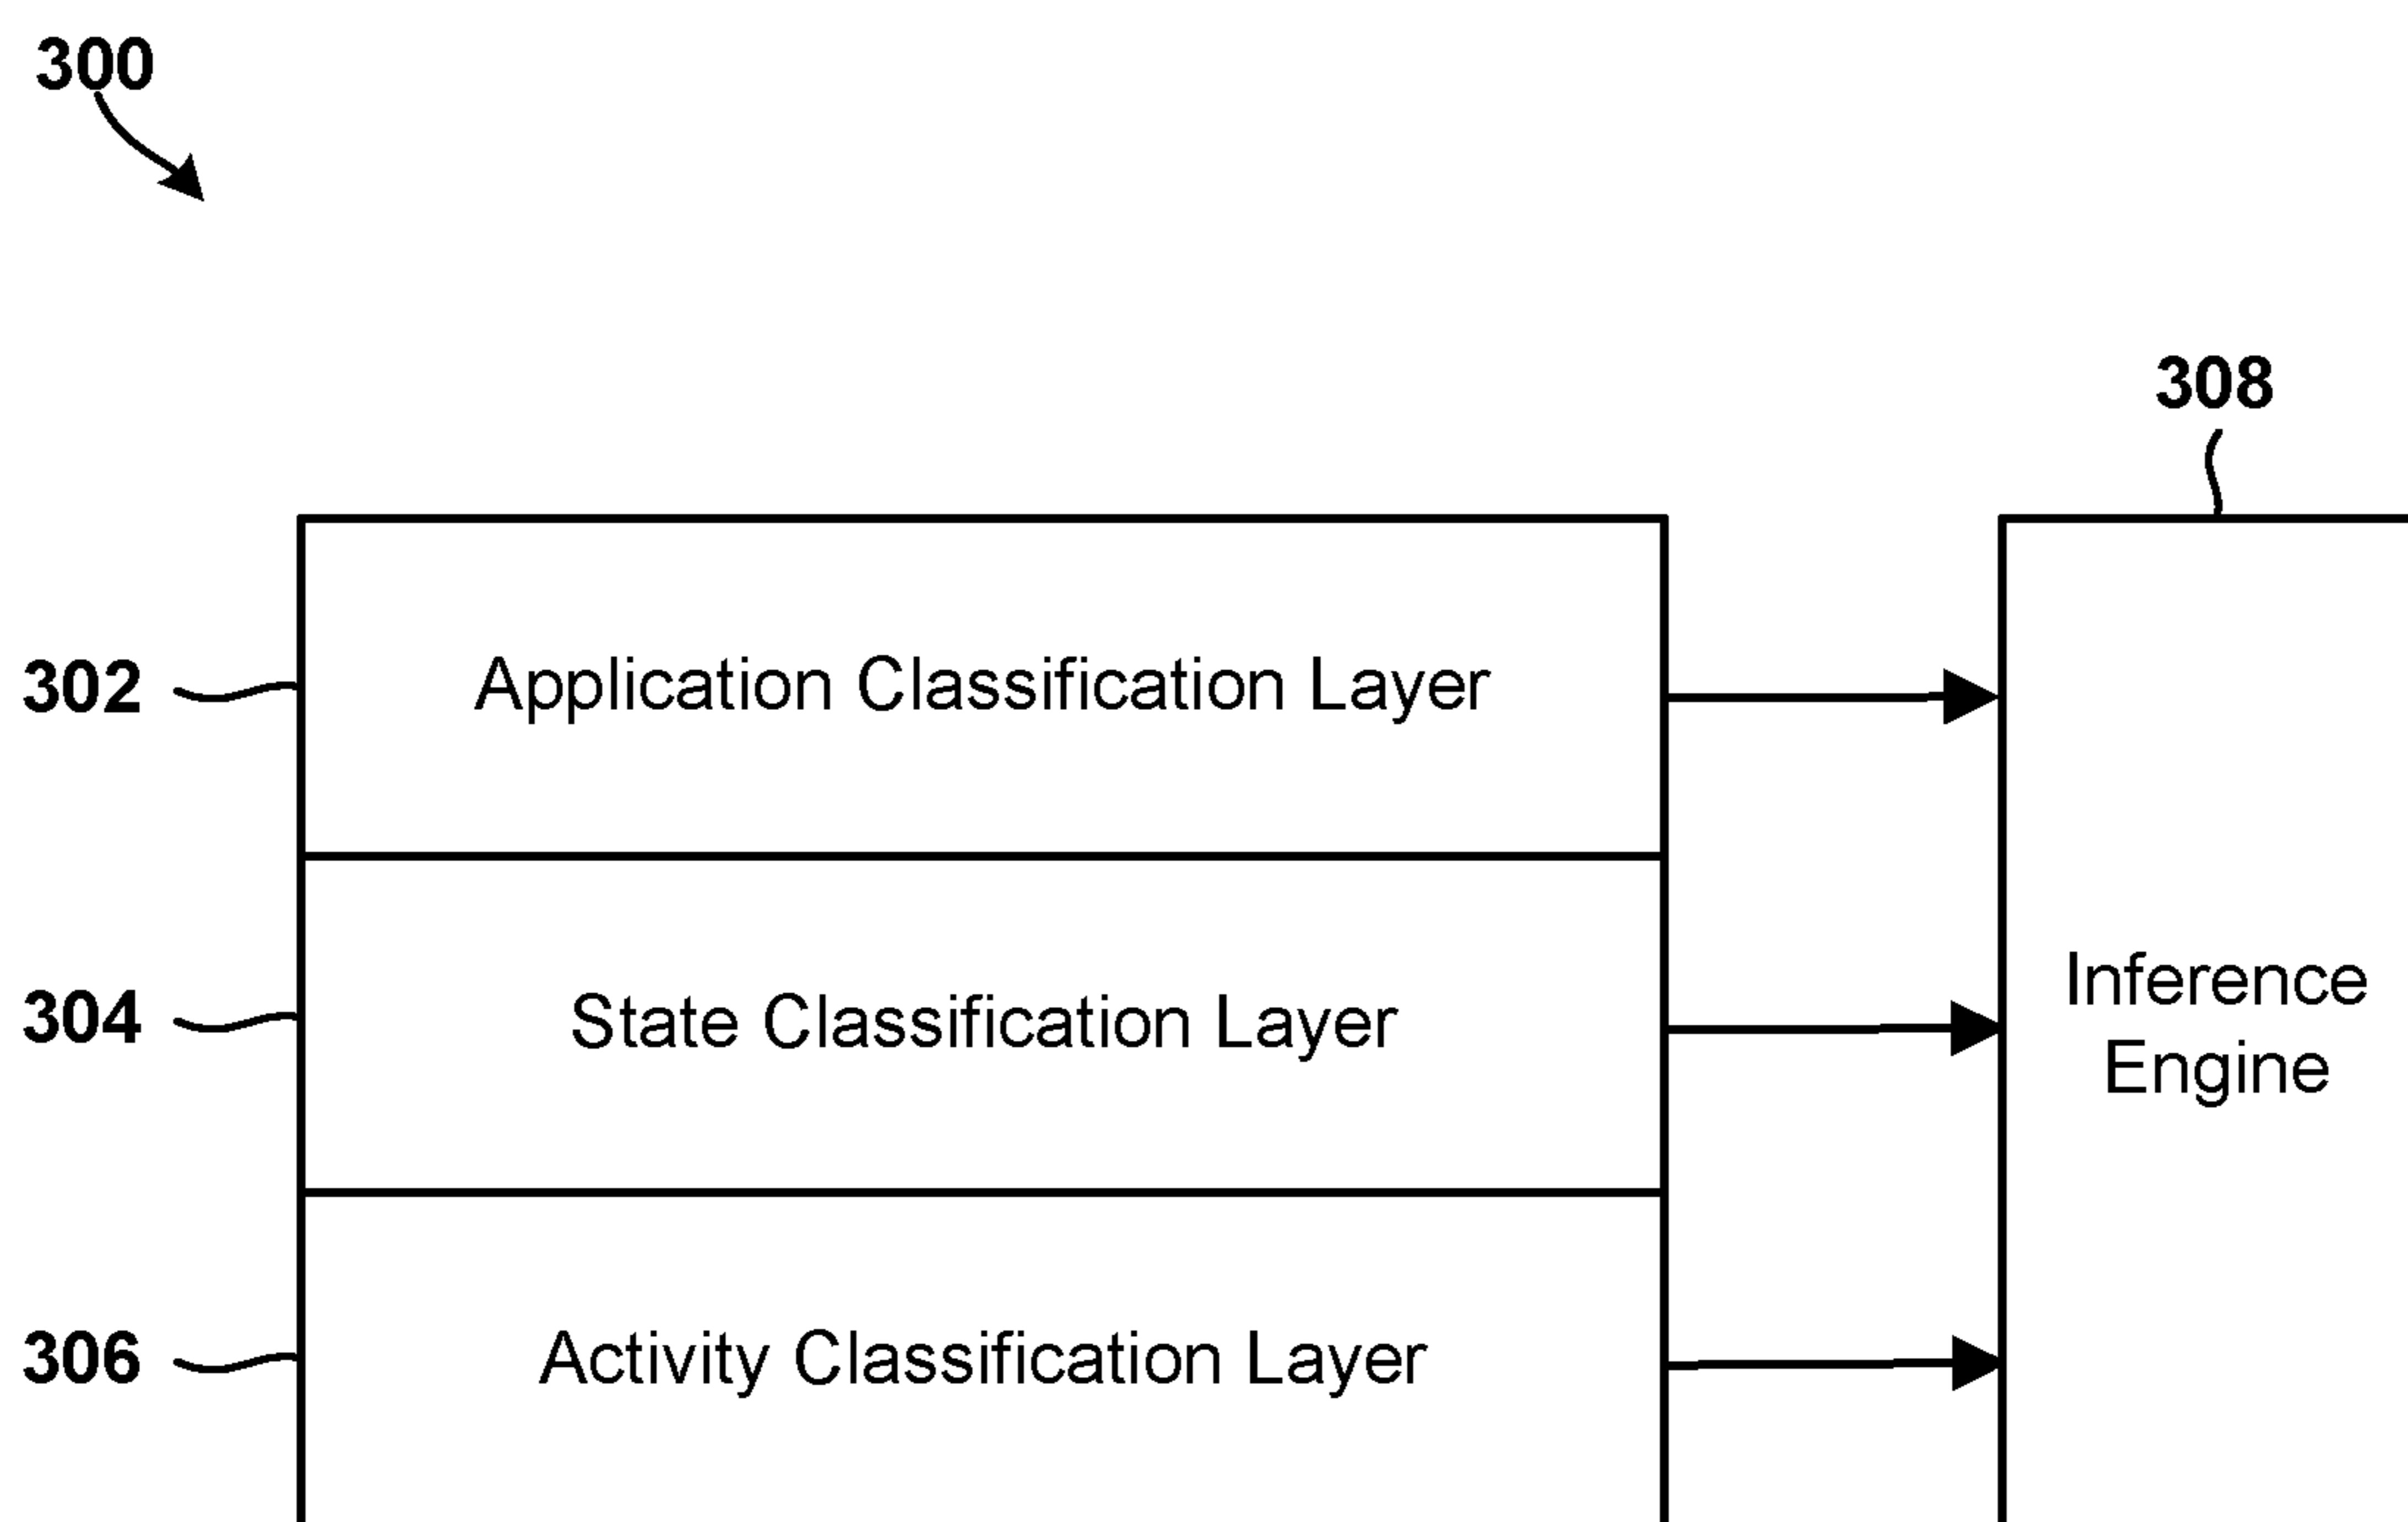 300
308
302
Application Classification Layer
304
State Classification Layer
Inference
Engine
306
Activity Classification Layer